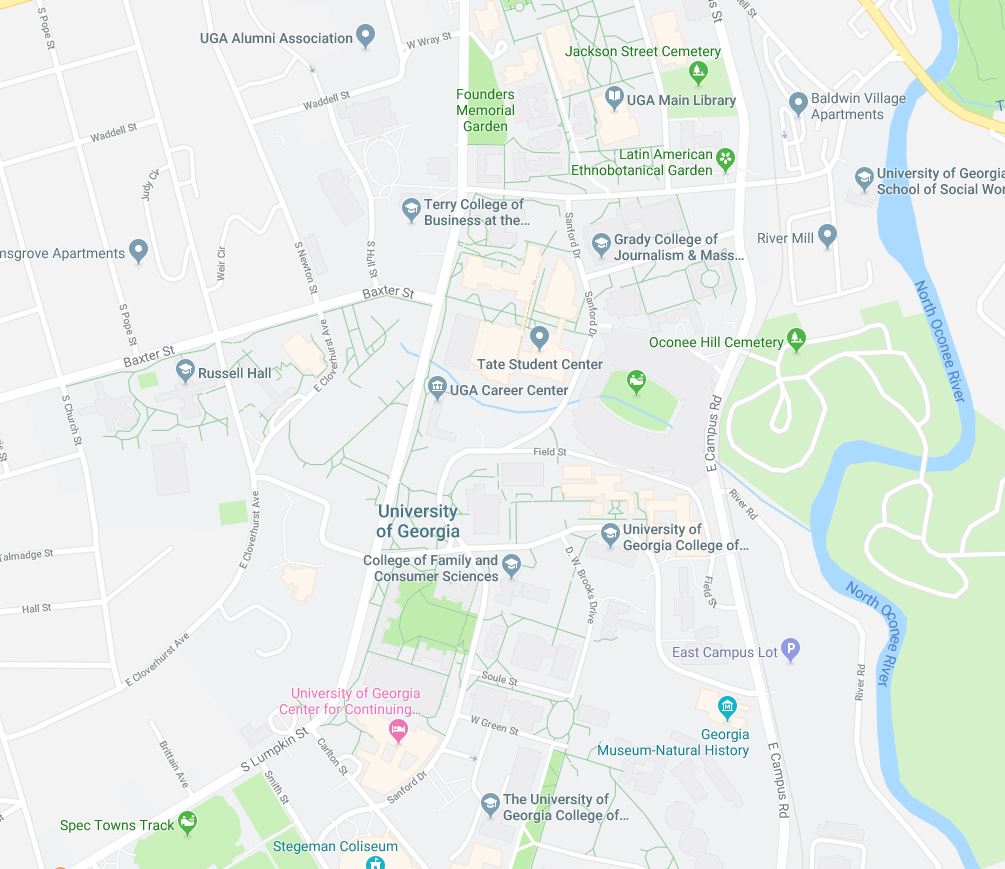 S Pope St
UGA Alumni Association
W Wray St
Waddell St
Waddell St
Judy Cir
Founders
Memorial
Garden
Jackson Street Cemetery
UGA Main Library
Baldwin Village
Apartments
Latin American
Ethnobotanical Garden
University of Georgia
School of Social Wor
Terry College of
Business at the...
Grady College of
Journalism & Mass...
River Mill
msgrove Apartments
Weir Cir
S Newton St
S Hull St
Sanford Dr
S Pope St
Baxter St
Baxter St
Sanford Dr
North Oconee River
E Cloverhurst Ave
Russell Hall
Tate Student Center
UGA Career Center
Oconee Hill Cemetery
S Church St
E Campus Rd
Field St
River Rd
E Cloverhurst Ave
University
of Georgia
University of
Georgia College of...
College of Family and
Consumer Sciences
D. W. Brooks Drive
Field St
Talmadge St
Hall St
E Cloverhurst Ave
North Oconee River
East Campus Lot
P
River Rd
Soule St
University of Georgia
Center for Continuing...
W Green St
Georgia
Museum-Natural History
S Lumpkin St
Carlton St
Brittain Ave
Smith St
Sanford Dr
E Campus Rd
The University of
Georgia College of...
Spec Towns Track
Stegeman Coliseum